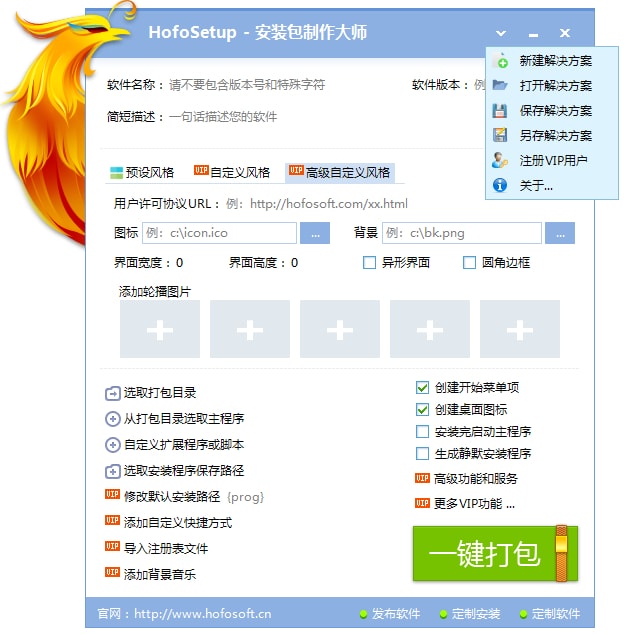 HofoSetup - 安装包制作大师
新建解决方案
打开解决方案
保存解决方案
另存解决方案
注册VIP用户
关于...
软件名称： 请不要包含版本号和特殊字符 软件版本： 例
简短描述： 一句话描述您的软件
预设风格 VIP 自定义风格 VIP 高级自定义风格
用户许可协议URL： 例：http://hofosoft.com/xx.html
图标 例：c:\icon.ico ... 背景 例：c:\bk.png ...
界面宽度： 0 界面高度： 0 异形界面 圆角边框
添加轮播图片
选取打包目录
从打包目录选取主程序
自定义扩展程序或脚本
选取安装程序保存路径
VIP 修改默认安装路径 {prog}
VIP 添加自定义快捷方式
VIP 导入注册表文件
VIP 添加背景音乐
创建开始菜单项
创建桌面图标
安装完启动主程序
生成静默安装程序
VIP 高级功能和服务
VIP 更多VIP功能 ...
一键打包
官网：http://www.hofosoft.cn 发布软件 定制安装 定制软件